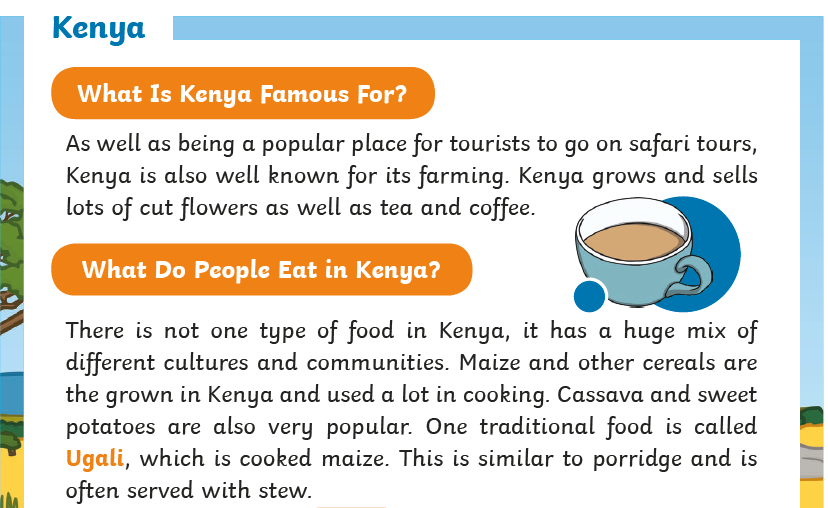 Kenya
What Is Kenya Famous For?
As well as being a popular place for tourists to go on safari tours,
Kenya is also well known for its farming. Kenya grows and sells
lots of cut flowers as well as tea and coffee.
What Do People Eat in Kenya?
There is not one type of food in Kenya, it has a huge mix of
different cultures and communities. Maize and other cereals are
the grown in Kenya and used a lot in cooking. Cassava and sweet
potatoes are also very popular. One traditional food is called
Ugali, which is cooked maize. This is similar to porridge and is
often served with stew.